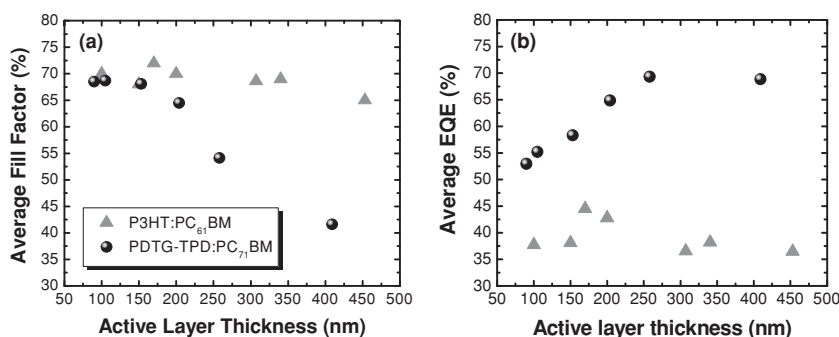 (a)
Average Fill Factor (%)
80
75
70
65
60
55
50
45
40
35
30
P3HT:PC₆₁BM
PDTG-TPD:PC₇₁BM
50 100 150 200 250 300 350 400 450 500
Active Layer Thickness (nm)
(b)
Average EQE (%)
80
75
70
65
60
55
50
45
40
35
30
50 100 150 200 250 300 350 400 450 500
Active layer thickness (nm)